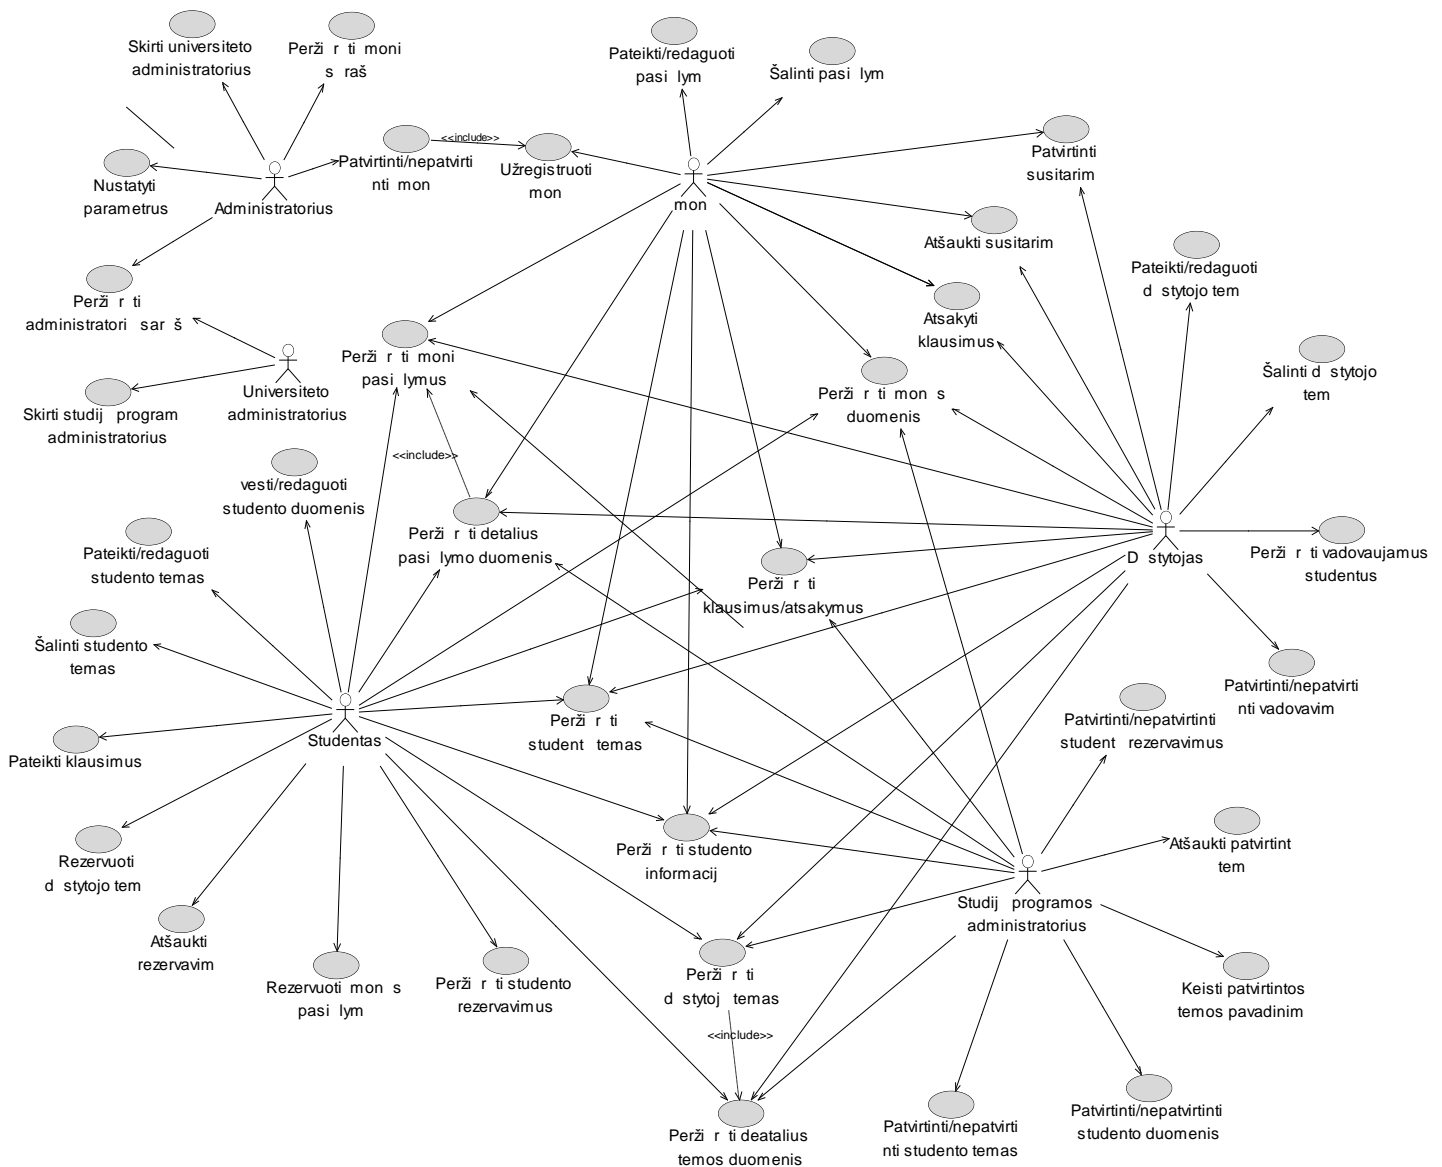 Skirti universiteto
administratorius
Perži r ti moni
s raš
Pateikti/redaguoti
pasi lym
Šalinti pasi lym
Nustatyti
parametrus
Administratorius
Patvirtinti/nepatvirti
nti mon
<<include>>
Užregistruoti
mon
mon
Patvirtinti
susitarim
Atšaukti susitarim
Pateikti/redaguoti
d stytojo tem
Perži r ti
administratori sar š
Atsakyti
klausimus
Perži r ti moni
pasi lymus
Universiteto
administratorius
Skirti studij program
administratorius
Perži r ti mon s
duomenis
Šalinti d stytojo
tem
<<include>>
vesti/redaguoti
studento duomenis
Perži r ti detalius
pasi lymo duomenis
Pateikti/redaguoti
studento temas
Perži r ti
klausimus/atsakymus
D stytojas
Perži r ti vadovaujamus
studentus
Šalinti studento
temas
Patvirtinti/nepatvirti
nti vadovavim
Studentas
Perži r ti
student temas
Patvirtinti/nepatvirtinti
student rezervavimus
Pateikti klausimus
Rezervuoti
d stytojo tem
Perži r ti studento
informacij
Atšaukti patvirtint
tem
Studij programos
administratorius
Atšaukti
rezervavim
Rezervuoti mon s
pasi lym
Perži r ti studento
rezervavimus
Perži r ti
d stytoj temas
Keisti patvirtintos
temos pavadinim
<<include>>
Perži r ti deatalius
temos duomenis
Patvirtinti/nepatvirti
nti studento temas
Patvirtinti/nepatvirtinti
studento duomenis